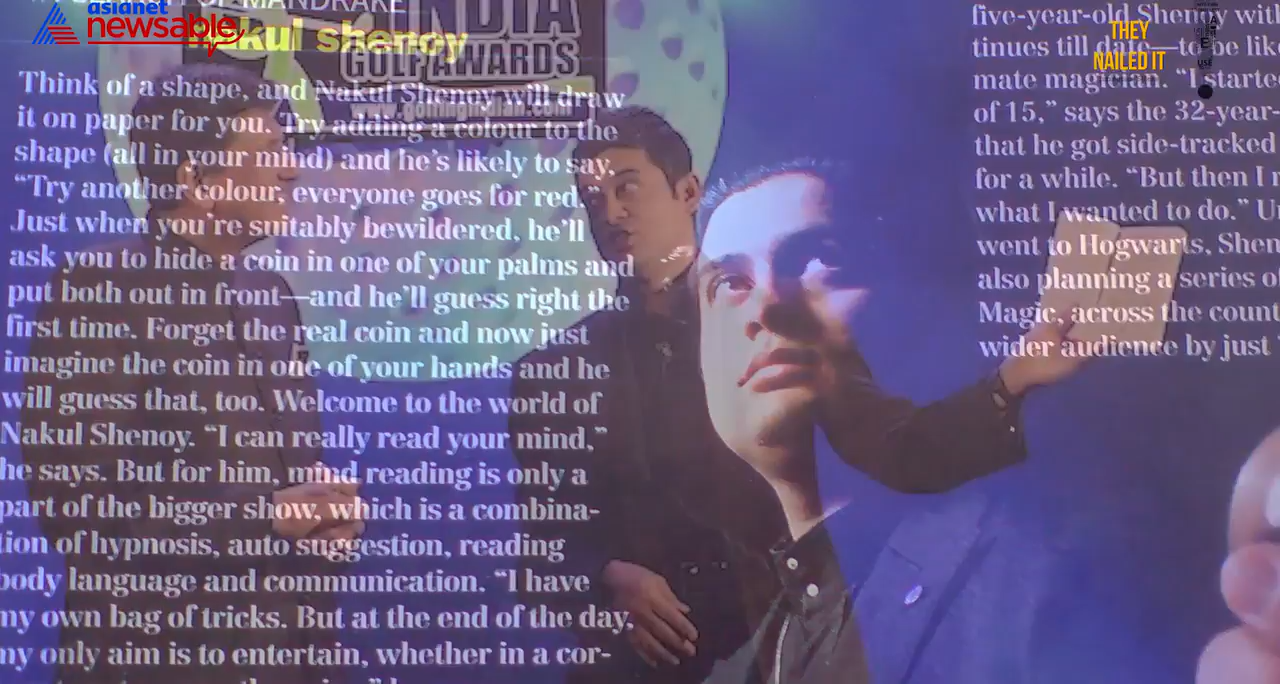 asianet
newsable
MANDRAKE
nakul shenoy
INDIA
GOLF AWARDS
Think of a shape, and Nakul Shenoy will draw
it on paper for you. Try adding a colour to the
shape (all in your mind) and he's likely to say,
“Try another colour, everyone goes for red.”
Just when you're suitably bewildered, he'll
ask you to hide a coin in one of your palms and
put both out in front—and he'll guess right the
first time. Forget the real coin and now just
imagine the coin in one of your hands and he
will guess that, too. Welcome to the world of
Nakul Shenoy. “I can really read your mind,”
he says. But for him, mind reading is only a
part of the bigger show, which is a combina-
tion of hypnosis, auto suggestion, reading
body language and communication. “I have
my own bag of tricks. But at the end of the day,
my only aim is to entertain, whether in a cor-
five-year-old Shenoy with
tinues till date—to be like
mate magician. “I starte
of 15,” says the 32-year-
that he got side-tracked
for a while. “But then I r
what I wanted to do.” U
went to Hogwarts, Shen
also planning a series o
Magic, across the count
wider audience by just
THEY
NAILED IT